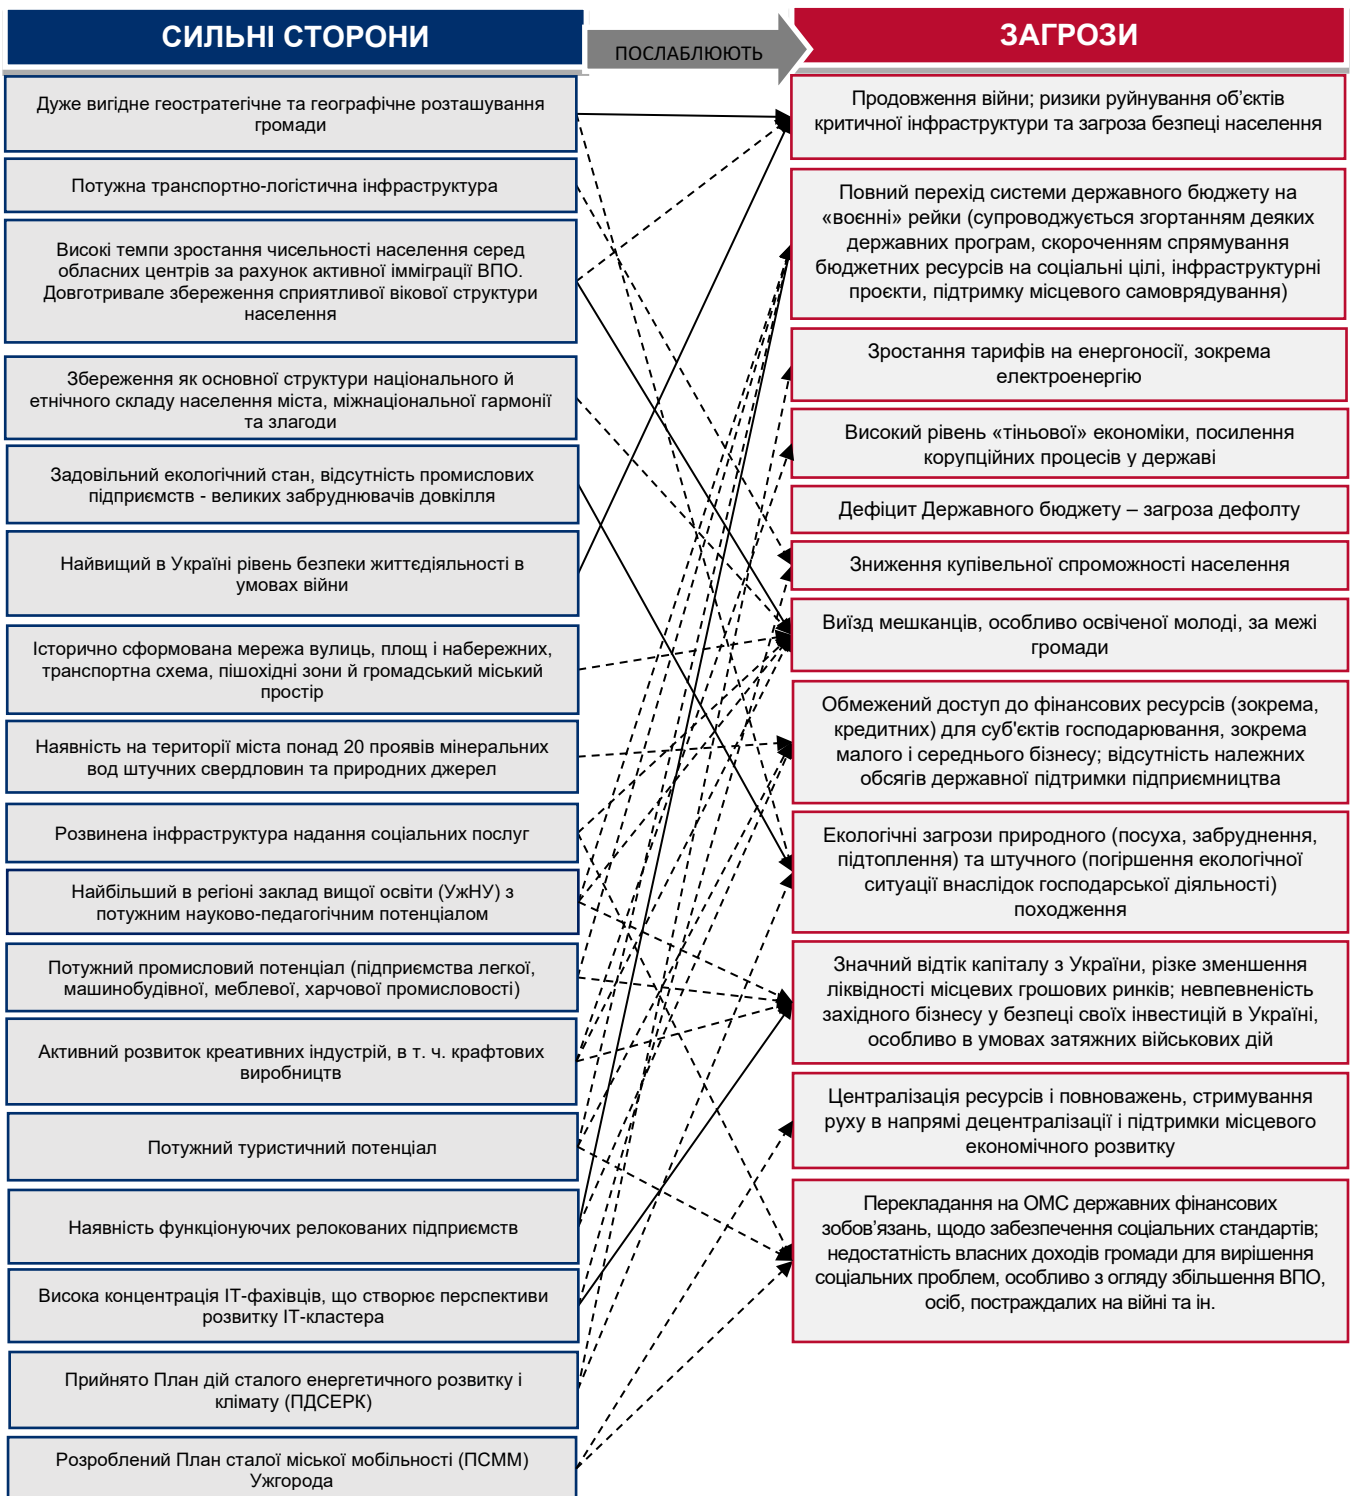 СИЛЬНІ СТОРОНИ
ПОСЛАБЛЮЮТЬ
ЗАГРОЗИ
Дуже вигідне геостратегічне та географічне розташування
громади
Потужна транспортно-логістична інфраструктура
Високі темпи зростання чисельності населення серед
обласних центрів за рахунок активної імміграції ВПО.
Довготривале збереження сприятливої вікової структури
населення
Збереження як основної структури національного й
етнічного складу населення міста, міжнаціональної гармонії
та злагоди
Задовільний екологічний стан, відсутність промислових
підприємств - великих забруднювачів довкілля
Найвищий в Україні рівень безпеки життєдіяльності в
умовах війни
Історично сформована мережа вулиць, площ і набережних,
транспортна схема, пішохідні зони й громадський міський
простір
Наявність на території міста понад 20 проявів мінеральних
вод штучних свердловин та природних джерел
Розвинена інфраструктура надання соціальних послуг
Найбільший в регіоні заклад вищої освіти (УжНУ) з
потужним науково-педагогічним потенціалом
Потужний промисловий потенціал (підприємства легкої,
машинобудівної, меблевої, харчової промисловості)
Активний розвиток креативних індустрій, в т. ч. крафтових
виробництв
Потужний туристичний потенціал
Наявність функціонуючих релокованих підприємств
Висока концентрація ІТ-фахівців, що створює перспективи
розвитку ІТ-кластера
Прийнято План дій сталого енергетичного розвитку і
клімату (ПДСЕРК)
Розроблений План сталої міської мобільності (ПСММ)
Ужгорода
Продовження війни; ризики руйнування об’єктів
критичної інфраструктури та загроза безпеці населення
Повний перехід системи державного бюджету на
«воєнні» рейки (супроводжується згортанням деяких
державних програм, скороченням спрямування
бюджетних ресурсів на соціальні цілі, інфраструктурні
проєкти, підтримку місцевого самоврядування)
Зростання тарифів на енергоносії, зокрема
електроенергію
Високий рівень «тіньової» економіки, посилення
корупційних процесів у державі
Дефіцит Державного бюджету – загроза дефолту
Зниження купівельної спроможності населення
Виїзд мешканців, особливо освіченої молоді, за межі
громади
Обмежений доступ до фінансових ресурсів (зокрема,
кредитних) для суб'єктів господарювання, зокрема
малого і середнього бізнесу; відсутність належних
обсягів державної підтримки підприємництва
Екологічні загрози природного (посуха, забруднення,
підтоплення) та штучного (погіршення екологічної
ситуації внаслідок господарської діяльності)
походження
Значний відтік капіталу з України, різке зменшення
ліквідності місцевих грошових ринків; невпевненість
західного бізнесу у безпеці своїх інвестицій в Україні,
особливо в умовах затяжних військових дій
Централізація ресурсів і повноважень, стримування
руху в напрямі децентралізації і підтримки місцевого
економічного розвитку
Перекладання на ОМС державних фінансових
зобов’язань, щодо забезпечення соціальних стандартів;
недостатність власних доходів громади для вирішення
соціальних проблем, особливо з огляду збільшення ВПО,
осіб, постраждалих на війні та ін.